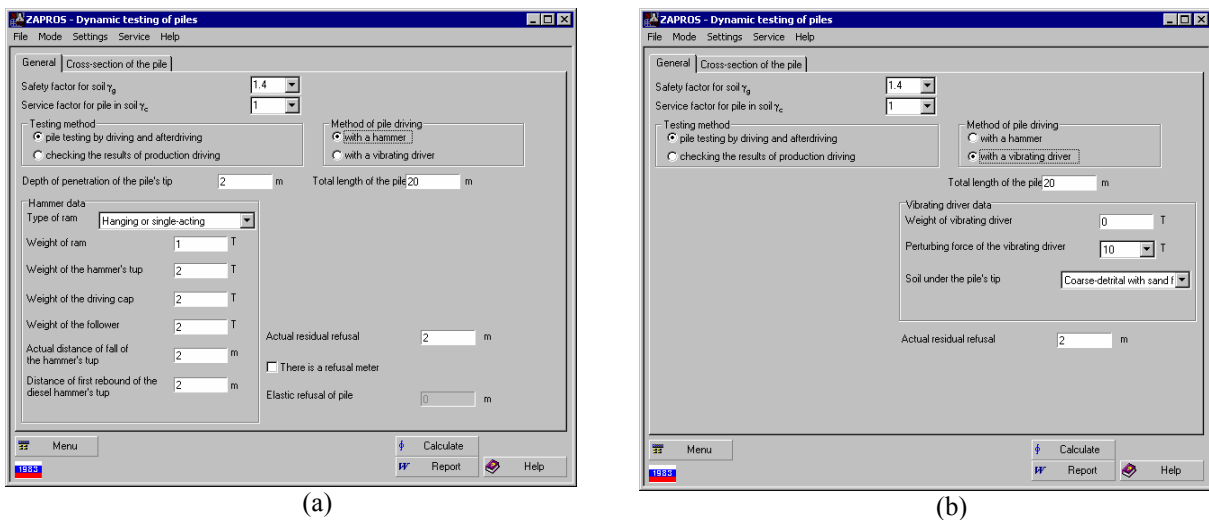 ZAPROS - Dynamic testing of piles
File Mode Settings Service Help
General Cross-section of the pile
Safety factor for soil γg 1.4
Service factor for pile in soil γc 1
Testing method
pile testing by driving and afterdriving
checking the results of production driving
Method of pile driving
with a hammer
with a vibrating driver
Depth of penetration of the pile's tip 2 m Total length of the pile 20 m
Hammer data
Type of ram Hanging or single-acting
Weight of ram 1 T
Weight of the hammer's tup 2 T
Weight of the driving cap 2 T
Weight of the follower 2 T
Actual distance of fall of
the hammer's tup 2 m
Distance of first rebound of the
diesel hammer's tup 2 m
Actual residual refusal 2 m
There is a refusal meter
Elastic refusal of pile 0 m
Menu Calculate
1983 W Report Help
(a)
ZAPROS - Dynamic testing of piles
File Mode Settings Service Help
General Cross-section of the pile
Safety factor for soil γg 1.4
Service factor for pile in soil γc 1
Testing method
pile testing by driving and afterdriving
checking the results of production driving
Method of pile driving
with a hammer
with a vibrating driver
Total length of the pile 20 m
Vibrating driver data
Weight of vibrating driver 0 T
Perturbing force of the vibrating driver 10 T
Soil under the pile's tip Coarse-detrital with sand f
Actual residual refusal 2 m
Menu Calculate
1983 W Report Help
(b)